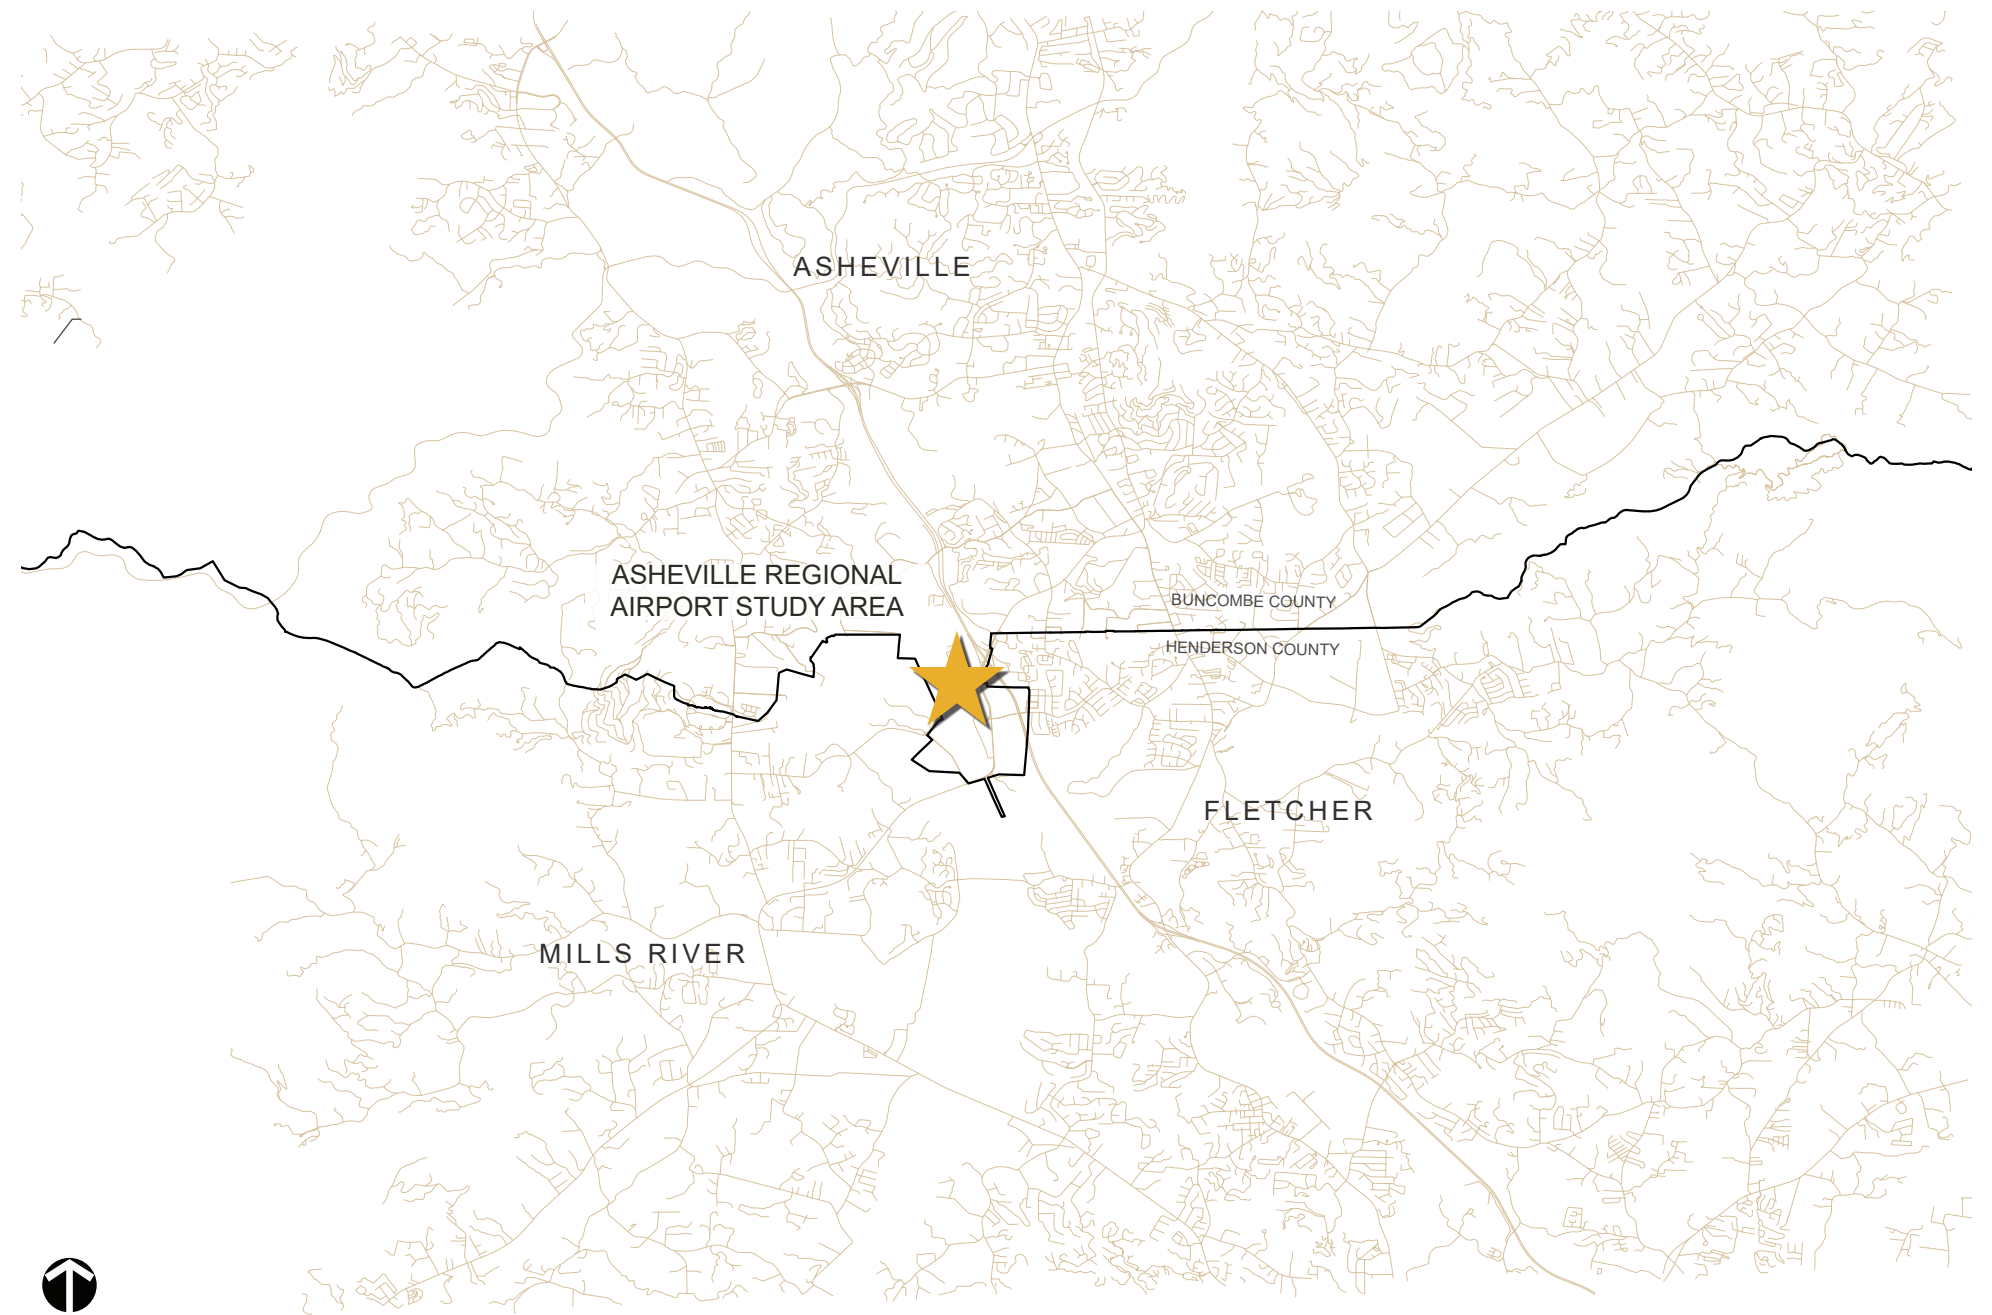 ASHEVILLE
ASHEVILLE REGIONAL
AIRPORT STUDY AREA
BUNCOMBE COUNTY
HENDERSON COUNTY
FLETCHER
MILLS RIVER